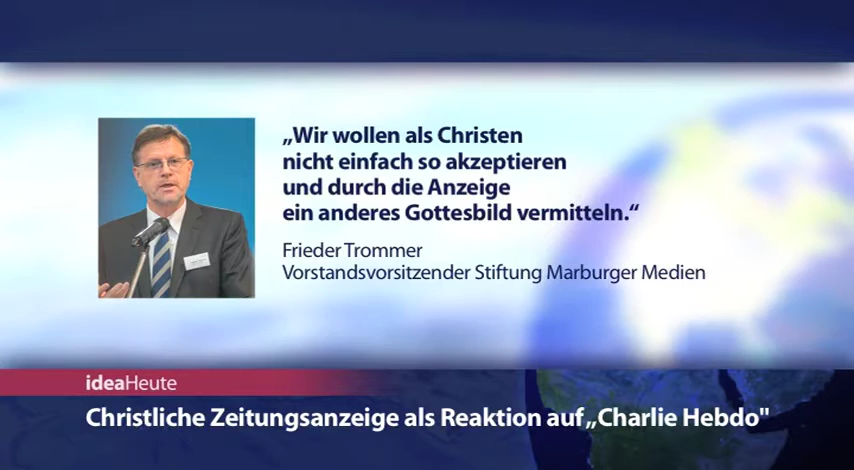 „Wir wollen als Christen
nicht einfach so akzeptieren
und durch die Anzeige
ein anderes Gottesbild vermitteln.“
Frieder Trommer
Vorstandsvorsitzender Stiftung Marburger Medien
ideaHeute
Christliche Zeitungsanzeige als Reaktion auf „Charlie Hebdo"